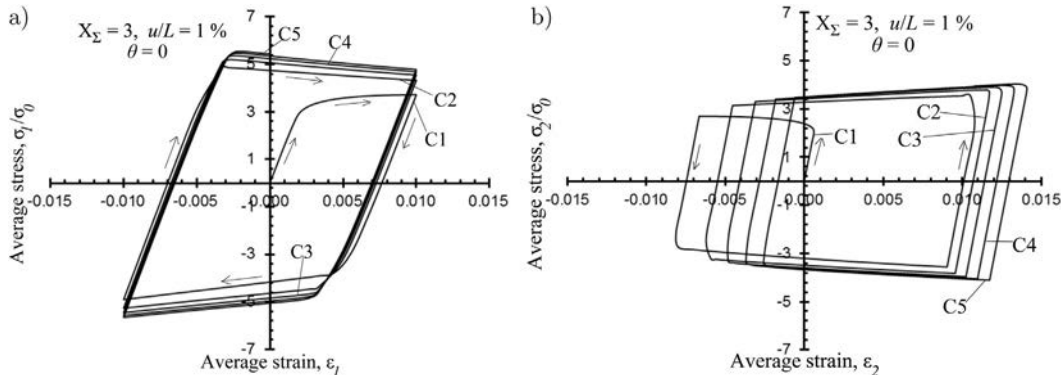 a)
X_Σ = 3, u/L = 1 %
θ = 0
Average stress, σ_1/σ_0
7
5
3
1
-1
-3
-5
-7
-0.015
-0.010
-0.005
0.000
0.005
0.010
0.015
C5
C4
C2
C1
C3
Average strain, ε_1
b)
X_Σ = 3, u/L = 1 %
θ = 0
Average stress, σ_2/σ_0
7
5
3
1
-1
-3
-5
-7
-0.015
-0.010
-0.005
0.000
0.005
0.010
0.015
C1
C2
C3
C4
C5
Average strain, ε_2